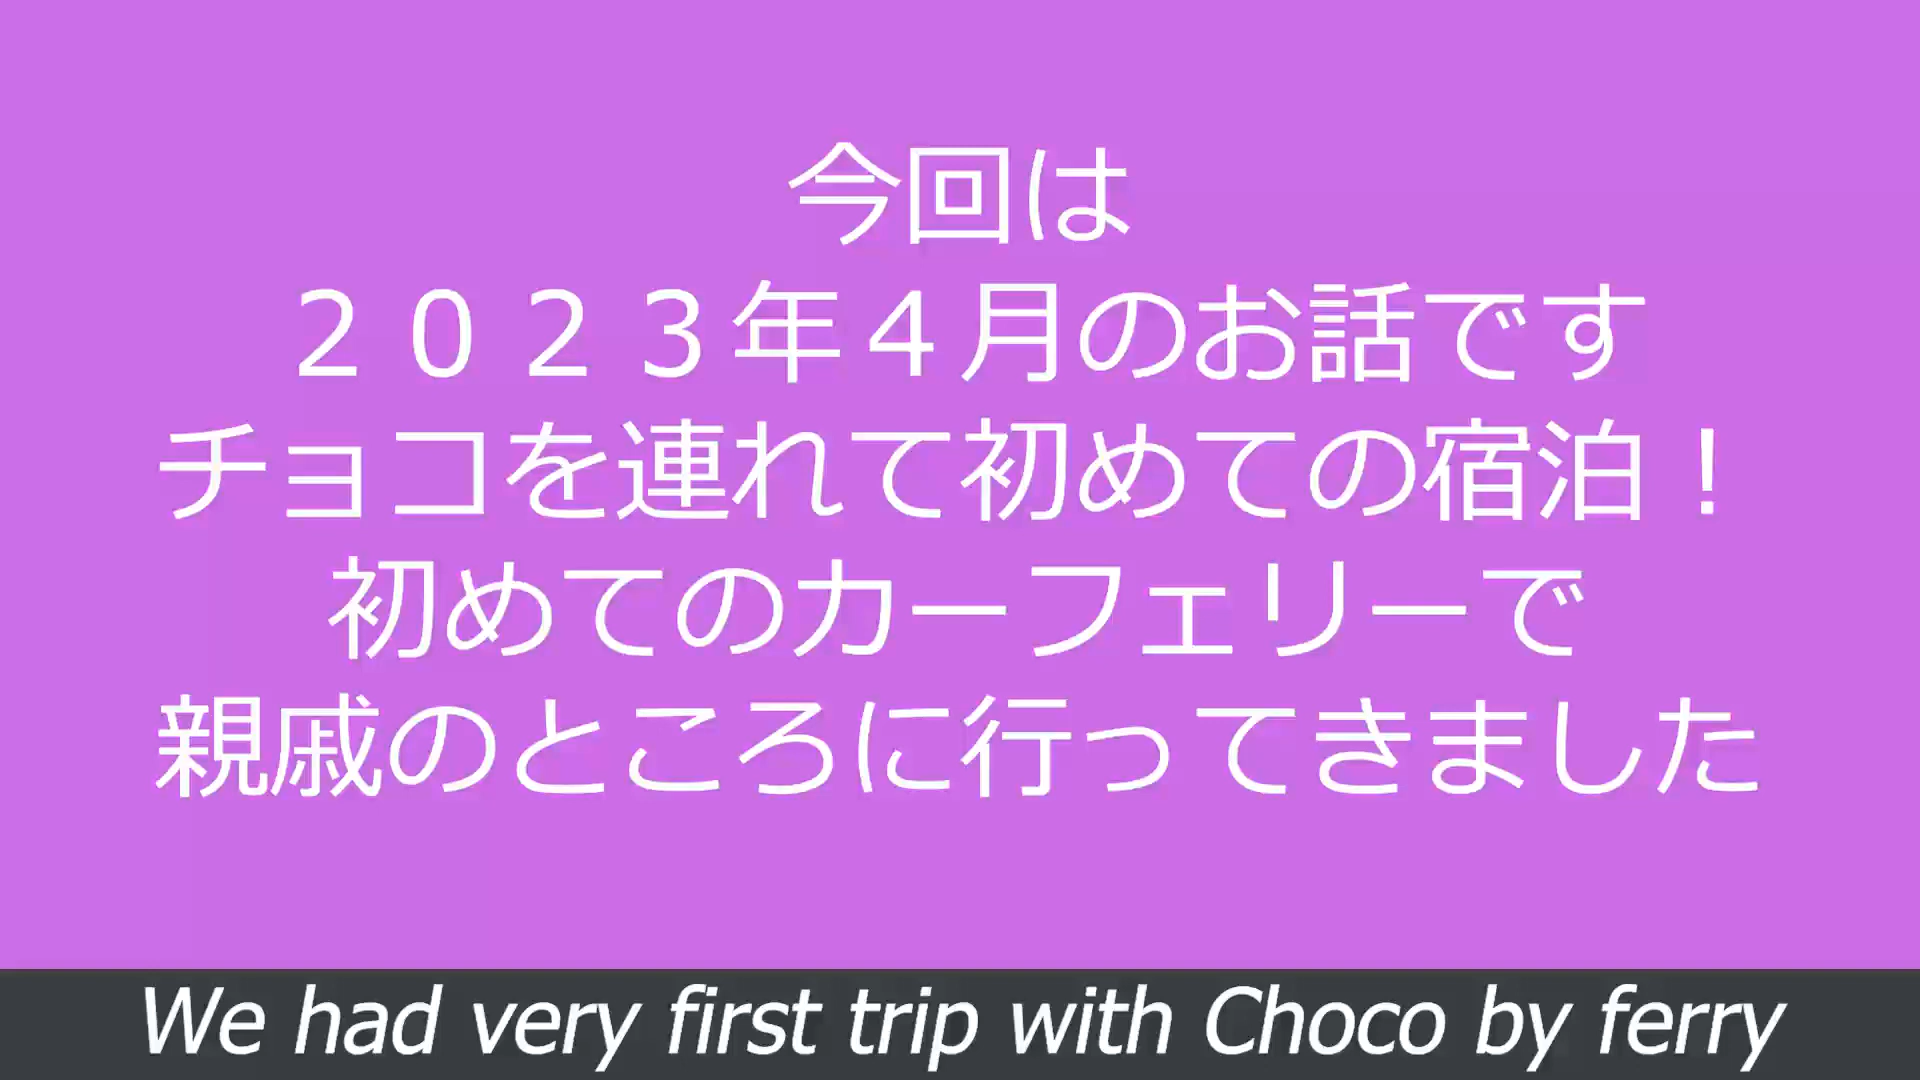 今回は
２０２３年４月のお話です
チョコを連れて初めての宿泊！
初めてのカーフェリーで
親戚のところに行ってきました
We had very first trip with Choco by ferry